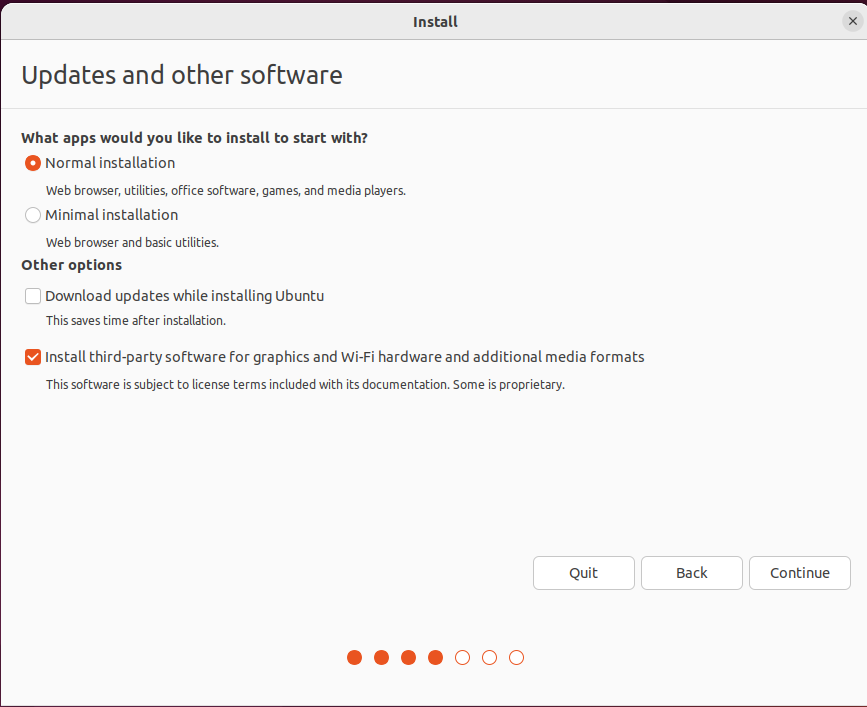 Install
Updates and other software
What apps would you like to install to start with?
Normal installation
Web browser, utilities, office software, games, and media players.
Minimal installation
Web browser and basic utilities.
Other options
Download updates while installing Ubuntu
This saves time after installation.
Install third-party software for graphics and Wi-Fi hardware and additional media formats
This software is subject to license terms included with its documentation. Some is proprietary.
Quit
Back
Continue